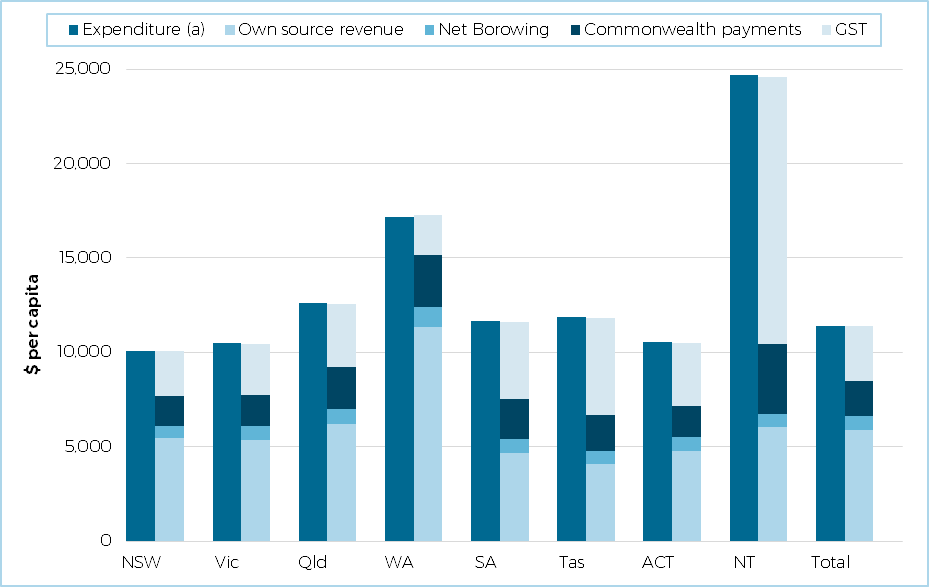 Expenditure (a) Own source revenue Net Borowing Commonwealth payments GST
25,000
20,000
15,000
10,000
5,000
0
$ per capita
NSW Vic Qld WA SA Tas ACT NT Total